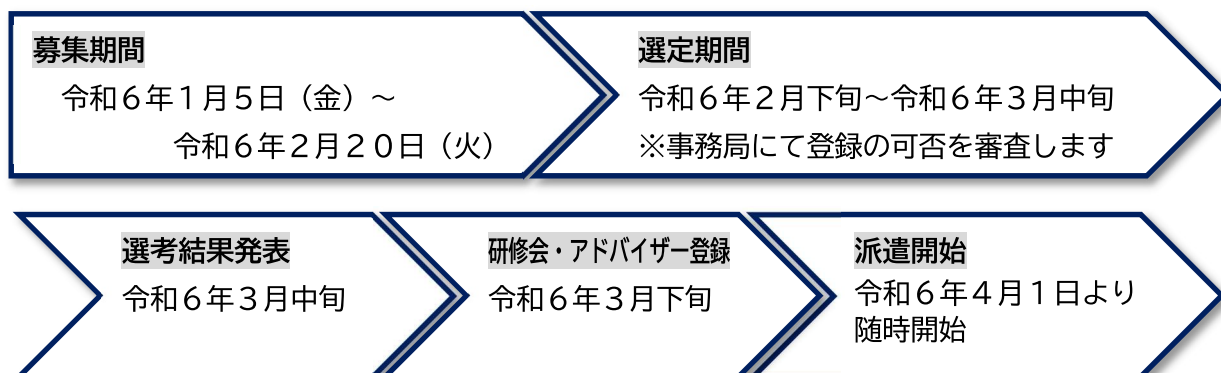 募集期間
令和６年１月５日（金）～
令和６年２月２０日（火）
選定期間
令和６年２月下旬～令和６年３月中旬
※事務局にて登録の可否を審査します
選考結果発表
令和６年３月中旬
研修会・アドバイザー登録
令和６年３月下旬
派遣開始
令和６年４月１日より
随時開始